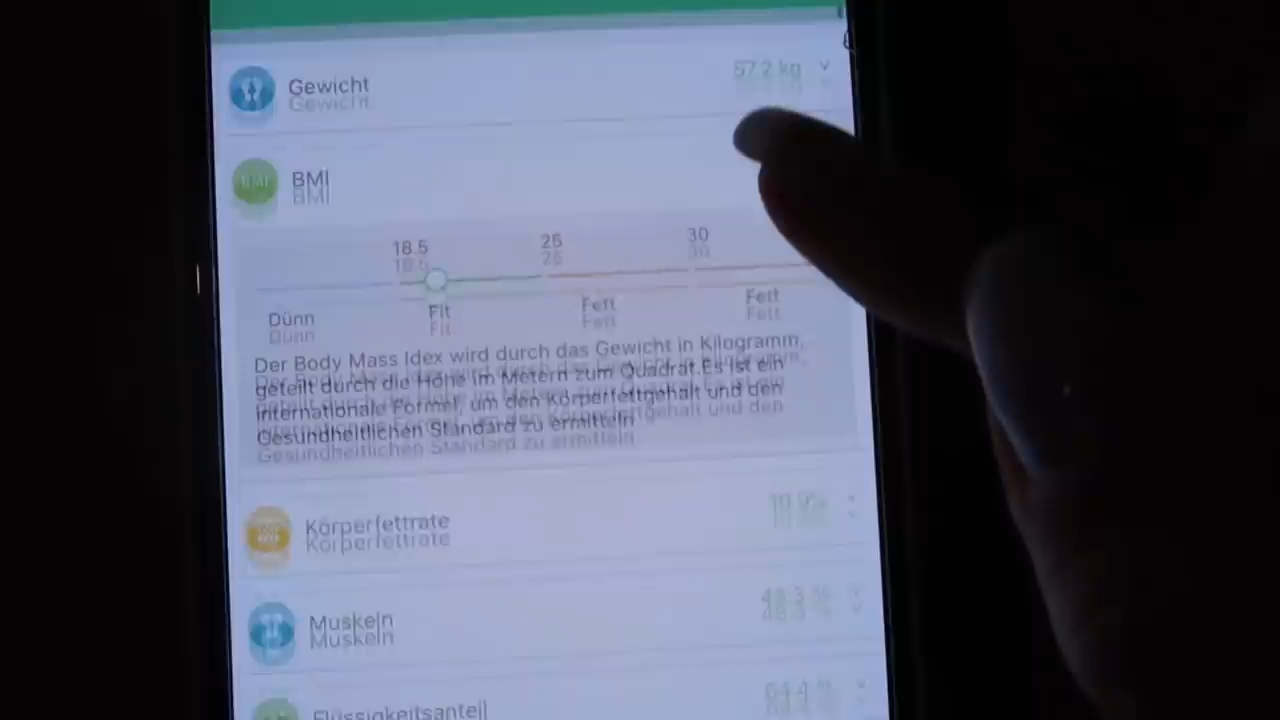 Gewicht 57.2 kg
BMI
18.5 25 30
Dünn Fit Fett Fett
Der Body Mass Idex wird durch das Gewicht in Kilogramm,
geteilt durch die Höhe im Metern zum Quadrat.Es ist ein
internationale Formel, um den Körperfettgehalt und den
Gesundheitlichen Standard zu ermitteln
Körperfettrate
Muskeln
Flüssigkeitsanteil